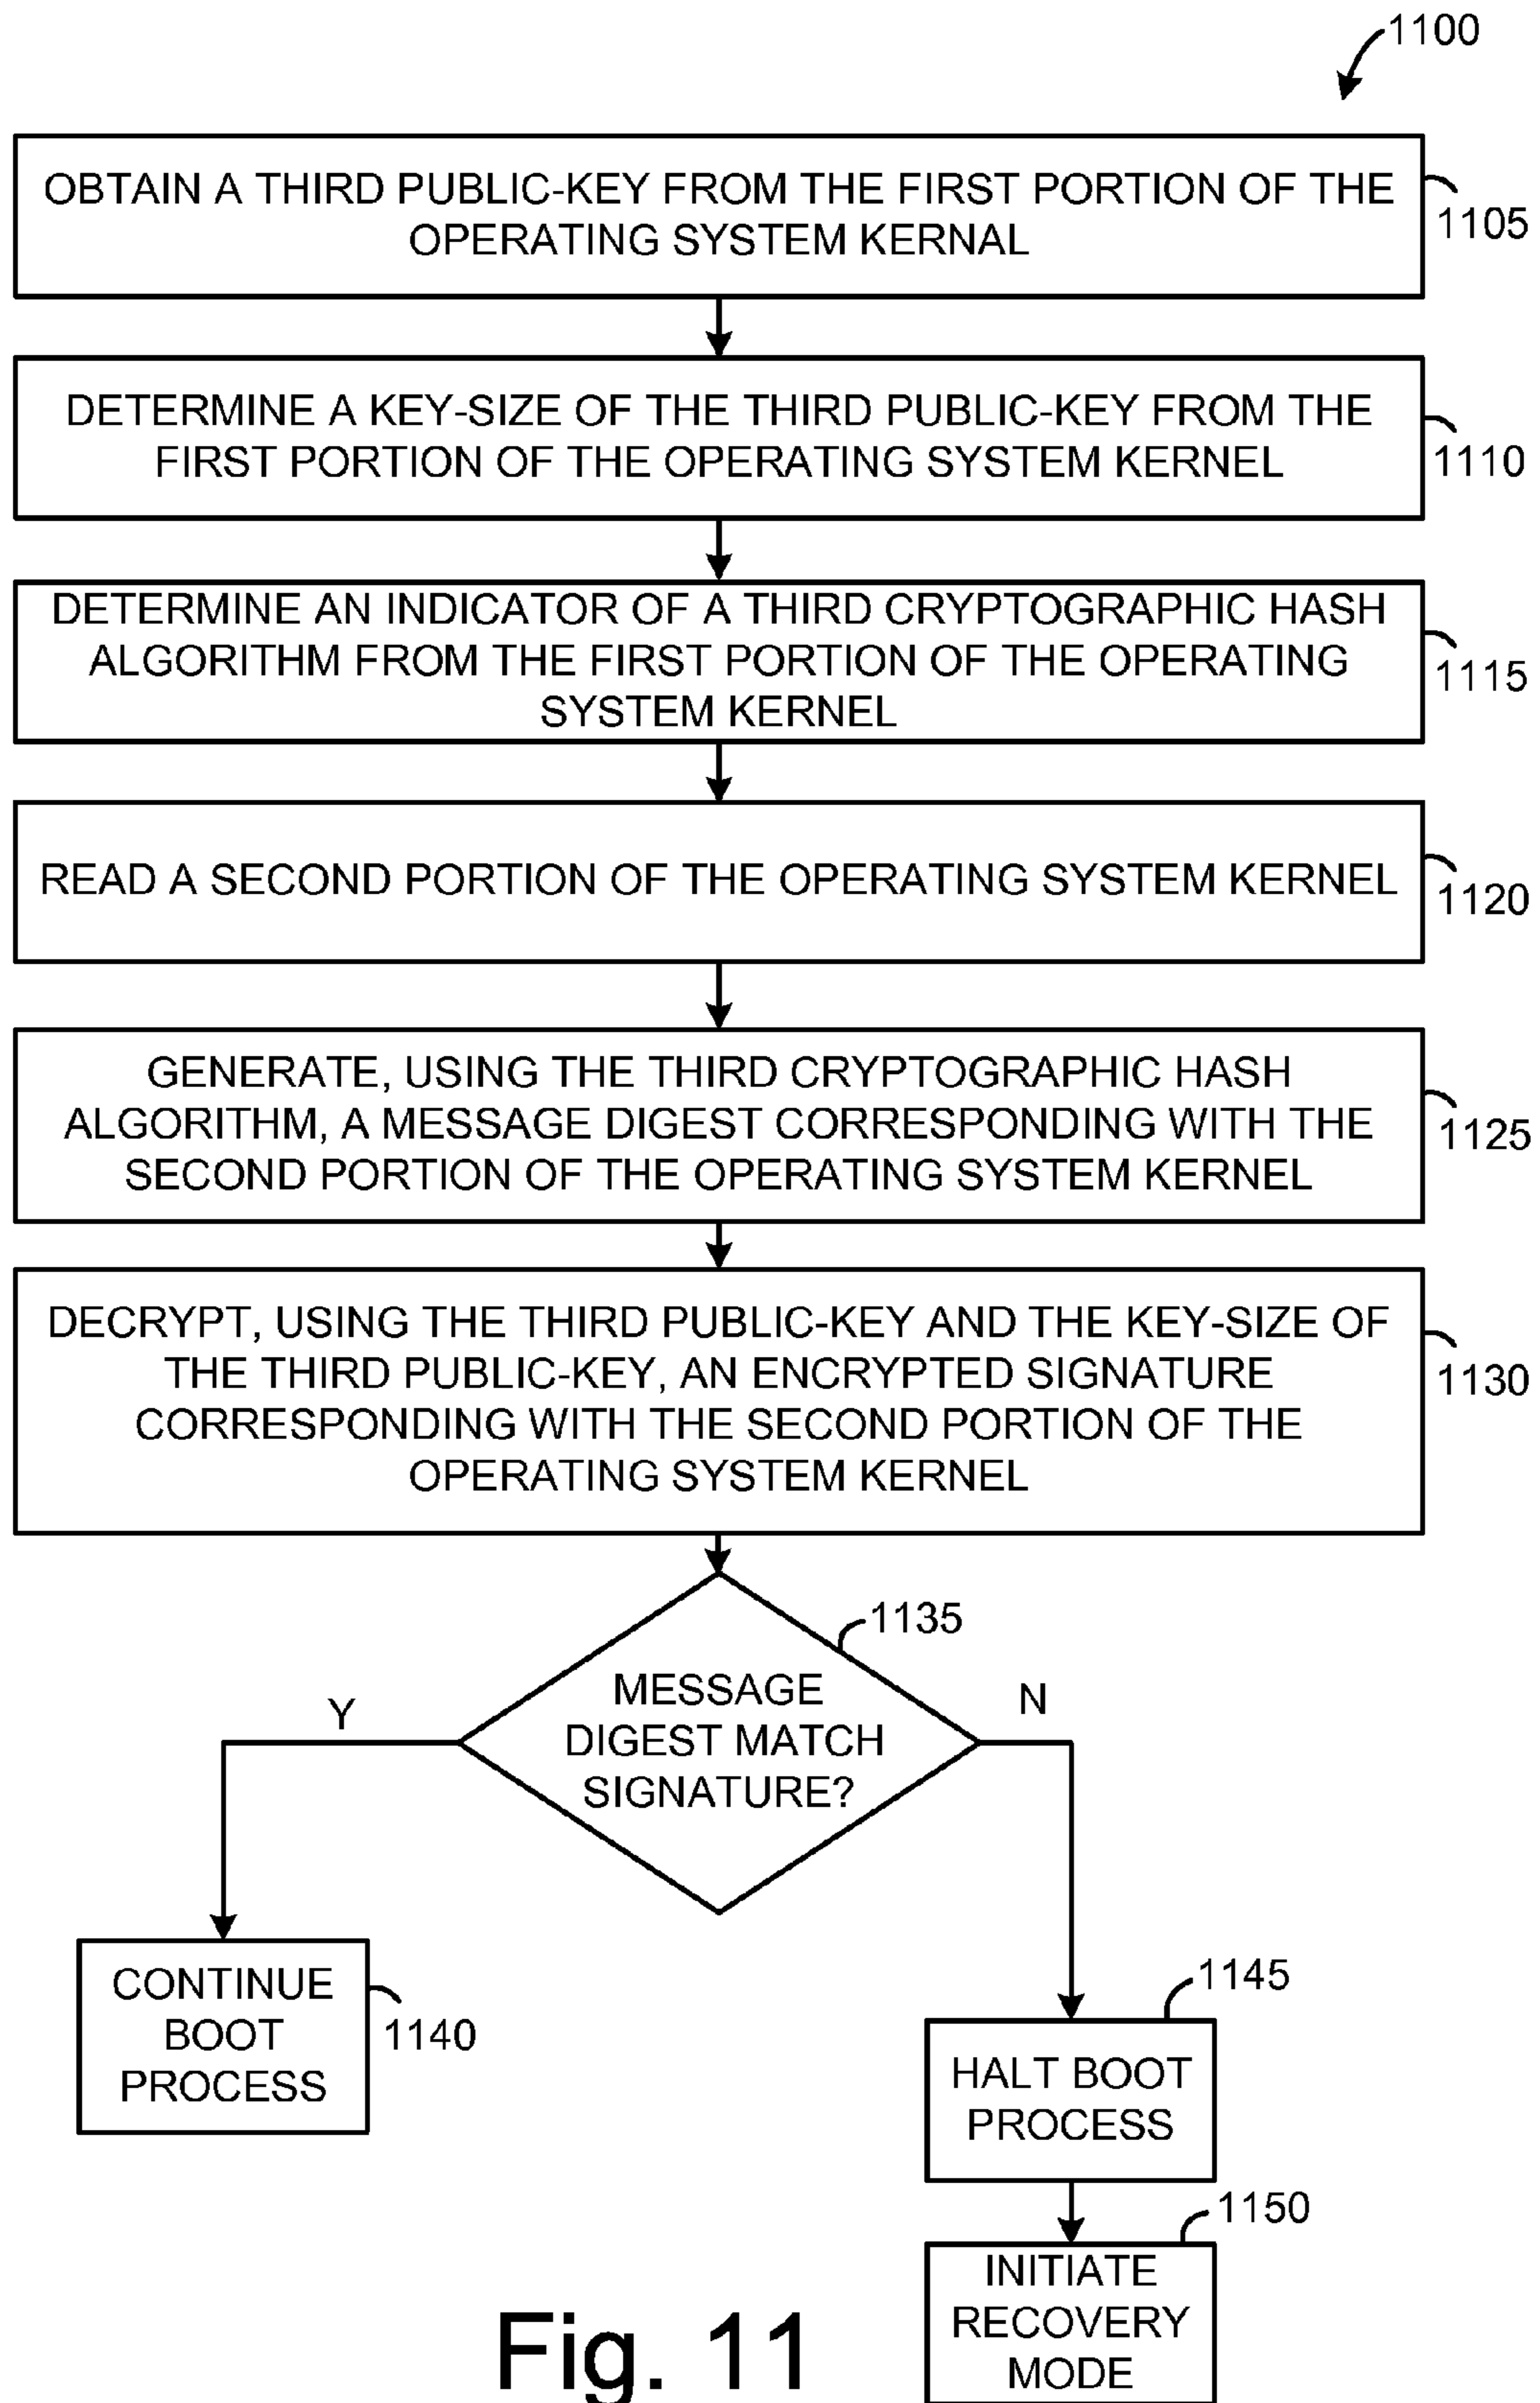 1100
OBTAIN A THIRD PUBLIC-KEY FROM THE FIRST PORTION OF THE
OPERATING SYSTEM KERNAL
1105
DETERMINE A KEY-SIZE OF THE THIRD PUBLIC-KEY FROM THE
FIRST PORTION OF THE OPERATING SYSTEM KERNEL
1110
DETERMINE AN INDICATOR OF A THIRD CRYPTOGRAPHIC HASH
ALGORITHM FROM THE FIRST PORTION OF THE OPERATING
SYSTEM KERNEL
1115
READ A SECOND PORTION OF THE OPERATING SYSTEM KERNEL
1120
GENERATE, USING THE THIRD CRYPTOGRAPHIC HASH
ALGORITHM, A MESSAGE DIGEST CORRESPONDING WITH THE
SECOND PORTION OF THE OPERATING SYSTEM KERNEL
1125
DECRYPT, USING THE THIRD PUBLIC-KEY AND THE KEY-SIZE OF
THE THIRD PUBLIC-KEY, AN ENCRYPTED SIGNATURE
CORRESPONDING WITH THE SECOND PORTION OF THE
OPERATING SYSTEM KERNEL
1130
1135
MESSAGE
DIGEST MATCH
SIGNATURE?
Y
N
CONTINUE
BOOT
PROCESS
1140
1145
HALT BOOT
PROCESS
1150
INITIATE
RECOVERY
MODE
Fig. 11